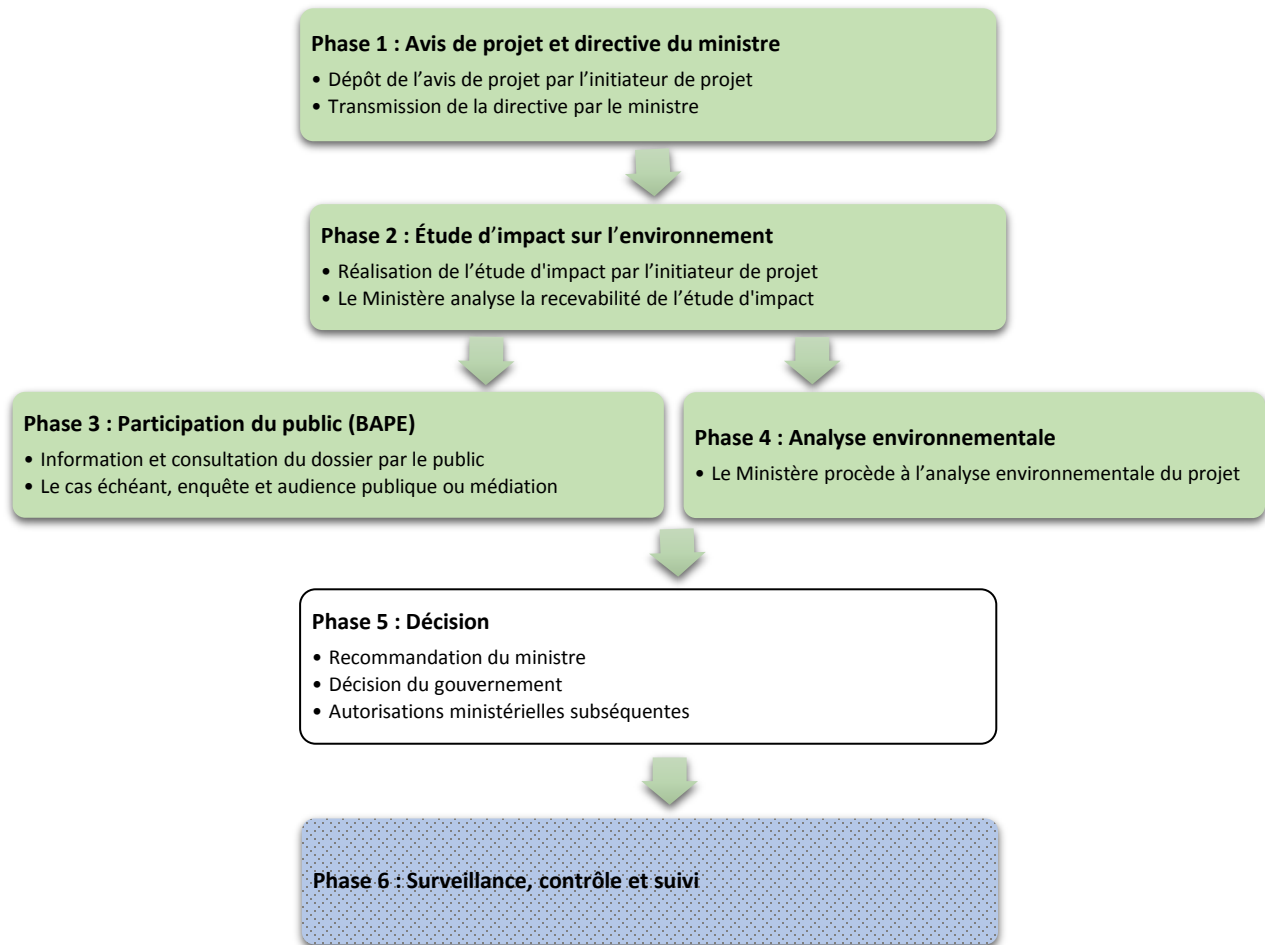 Phase 1 : Avis de projet et directive du ministre
• Dépôt de l’avis de projet par l’initiateur de projet
• Transmission de la directive par le ministre
Phase 2 : Étude d’impact sur l’environnement
• Réalisation de l’étude d'impact par l’initiateur de projet
• Le Ministère analyse la recevabilité de l’étude d'impact
Phase 3 : Participation du public (BAPE)
• Information et consultation du dossier par le public
• Le cas échéant, enquête et audience publique ou médiation
Phase 4 : Analyse environnementale
• Le Ministère procède à l’analyse environnementale du projet
Phase 5 : Décision
• Recommandation du ministre
• Décision du gouvernement
• Autorisations ministérielles subséquentes
Phase 6 : Surveillance, contrôle et suivi